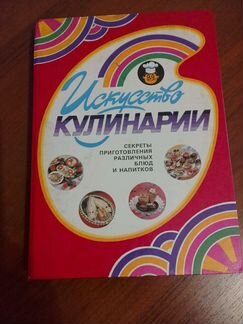 Искусство
КУЛИНАРИИ
СЕКРЕТЫ
ПРИГОТОВЛЕНИЯ
РАЗЛИЧНЫХ
БЛЮД
И НАПИТКОВ